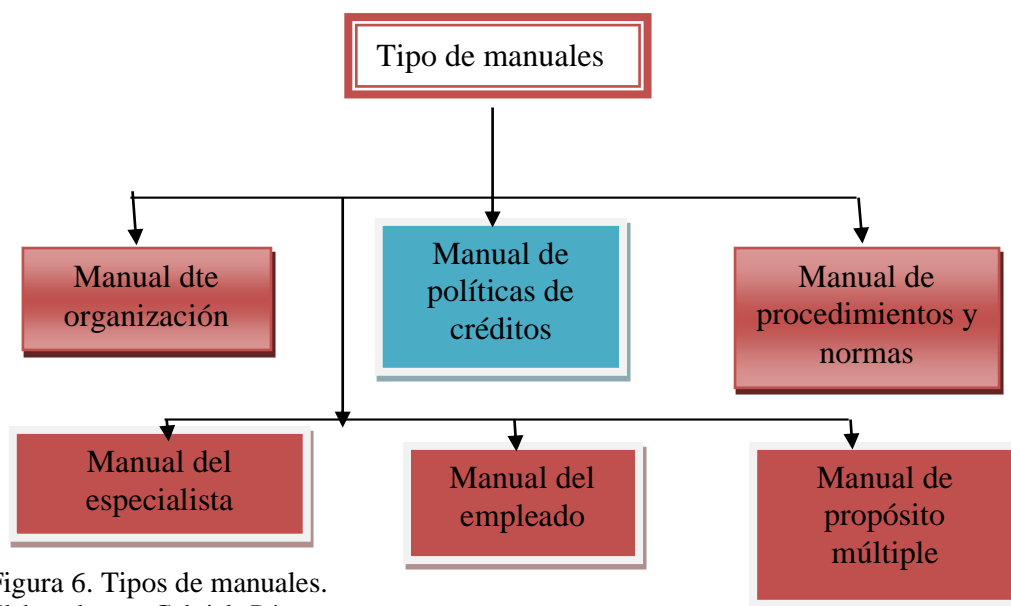 Tipo de manuales
Manual dte
organización
Manual de
políticas de
créditos
Manual de
procedimientos y
normas
Manual del
especialista
Manual del
empleado
Manual de
propósito
múltiple
Figura 6. Tipos de manuales.